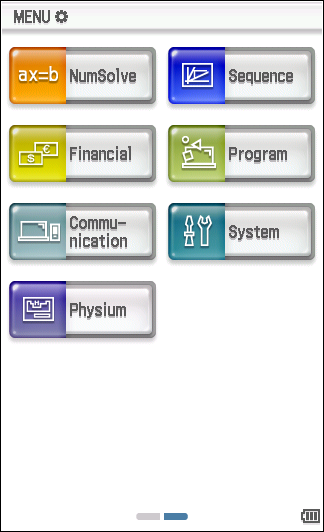 MENU
ax=b NumSolve
Sequence
$ € Financial
Program
Commu-
nication
System
Physium